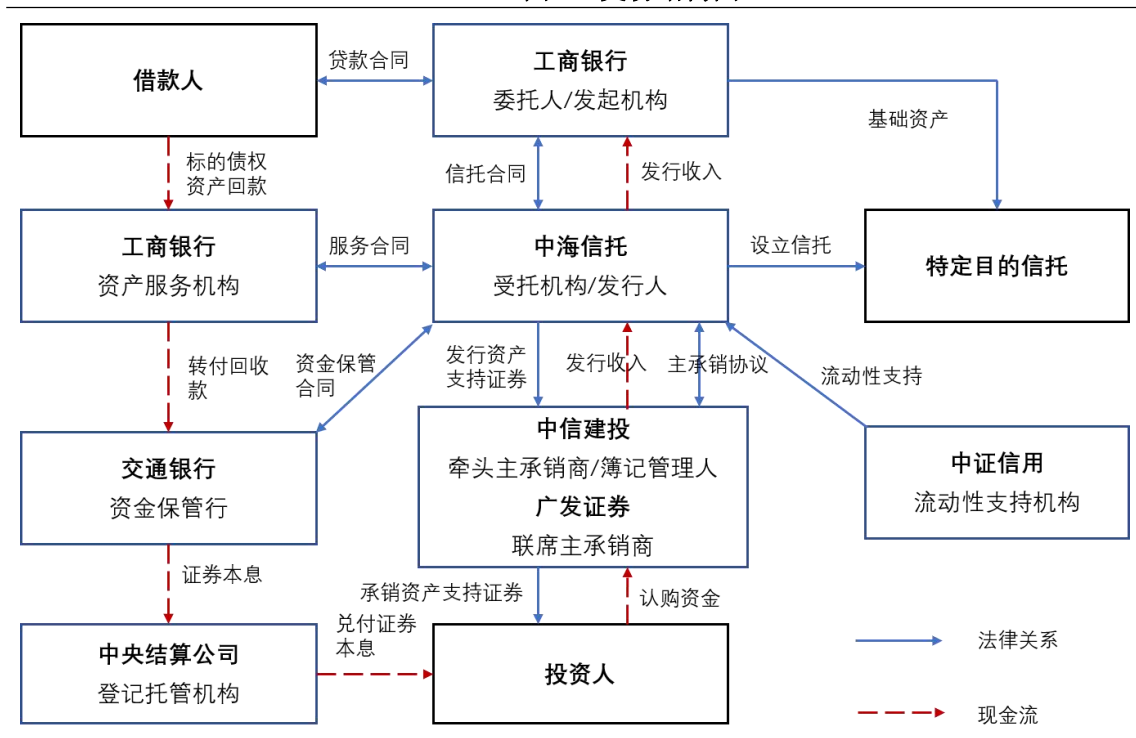 借款人
贷款合同
工商银行
委托人/发起机构
基础资产
标的债权
资产回款
信托合同
发行收入
工商银行
资产服务机构
服务合同
中海信托
受托机构/发行人
设立信托
特定目的信托
转付回收
款
资金保管
合同
发行资产
支持证券
发行收入
主承销协议
流动性支持
交通银行
资金保管行
中信建投
牵头主承销商/簿记管理人
广发证券
联席主承销商
中证信用
流动性支持机构
证券本息
承销资产支持证券
认购资金
中央结算公司
登记托管机构
兑付证券
本息
投资人
法律关系
现金流